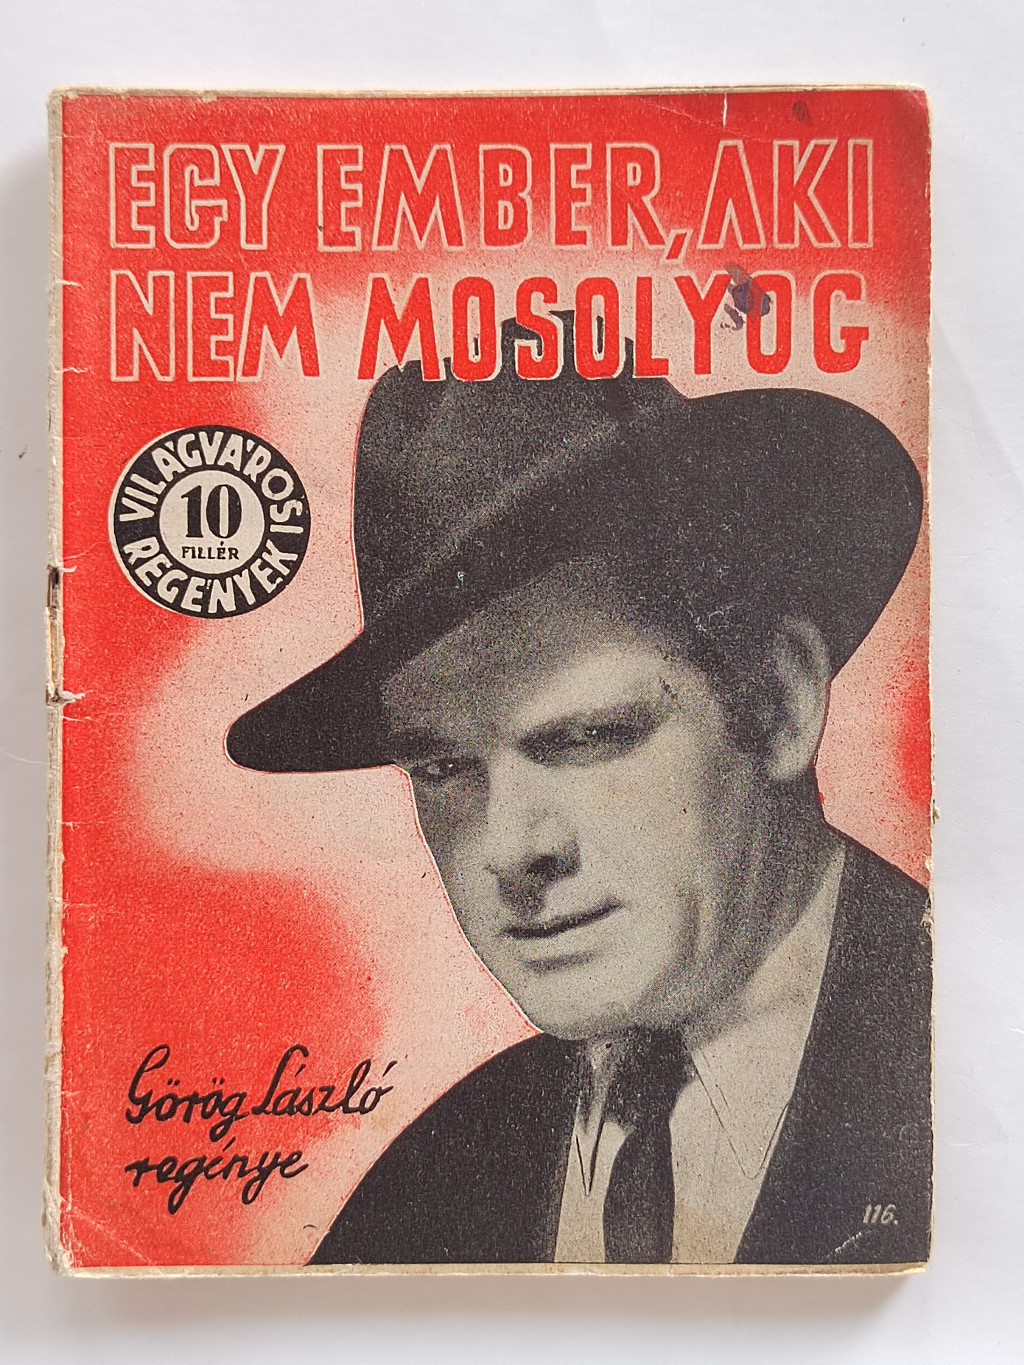 EGY EMBER, AKI
NEM MOSOLYOG
VILÁGVÁROSI
REGÉNYEK
10
FILLÉR
Görög László
regénye
116.